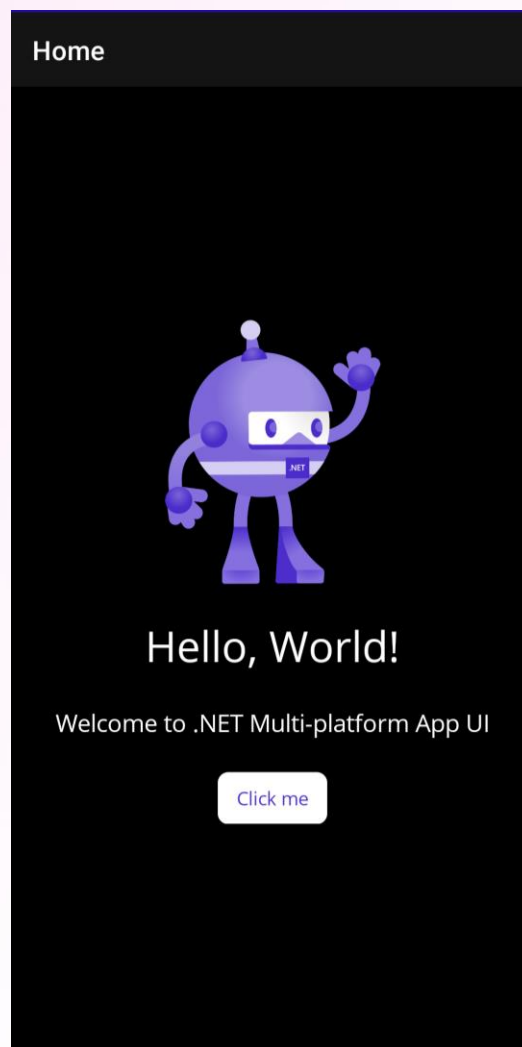 Home
.NET
Hello, World!
Welcome to .NET Multi-platform App UI
Click me